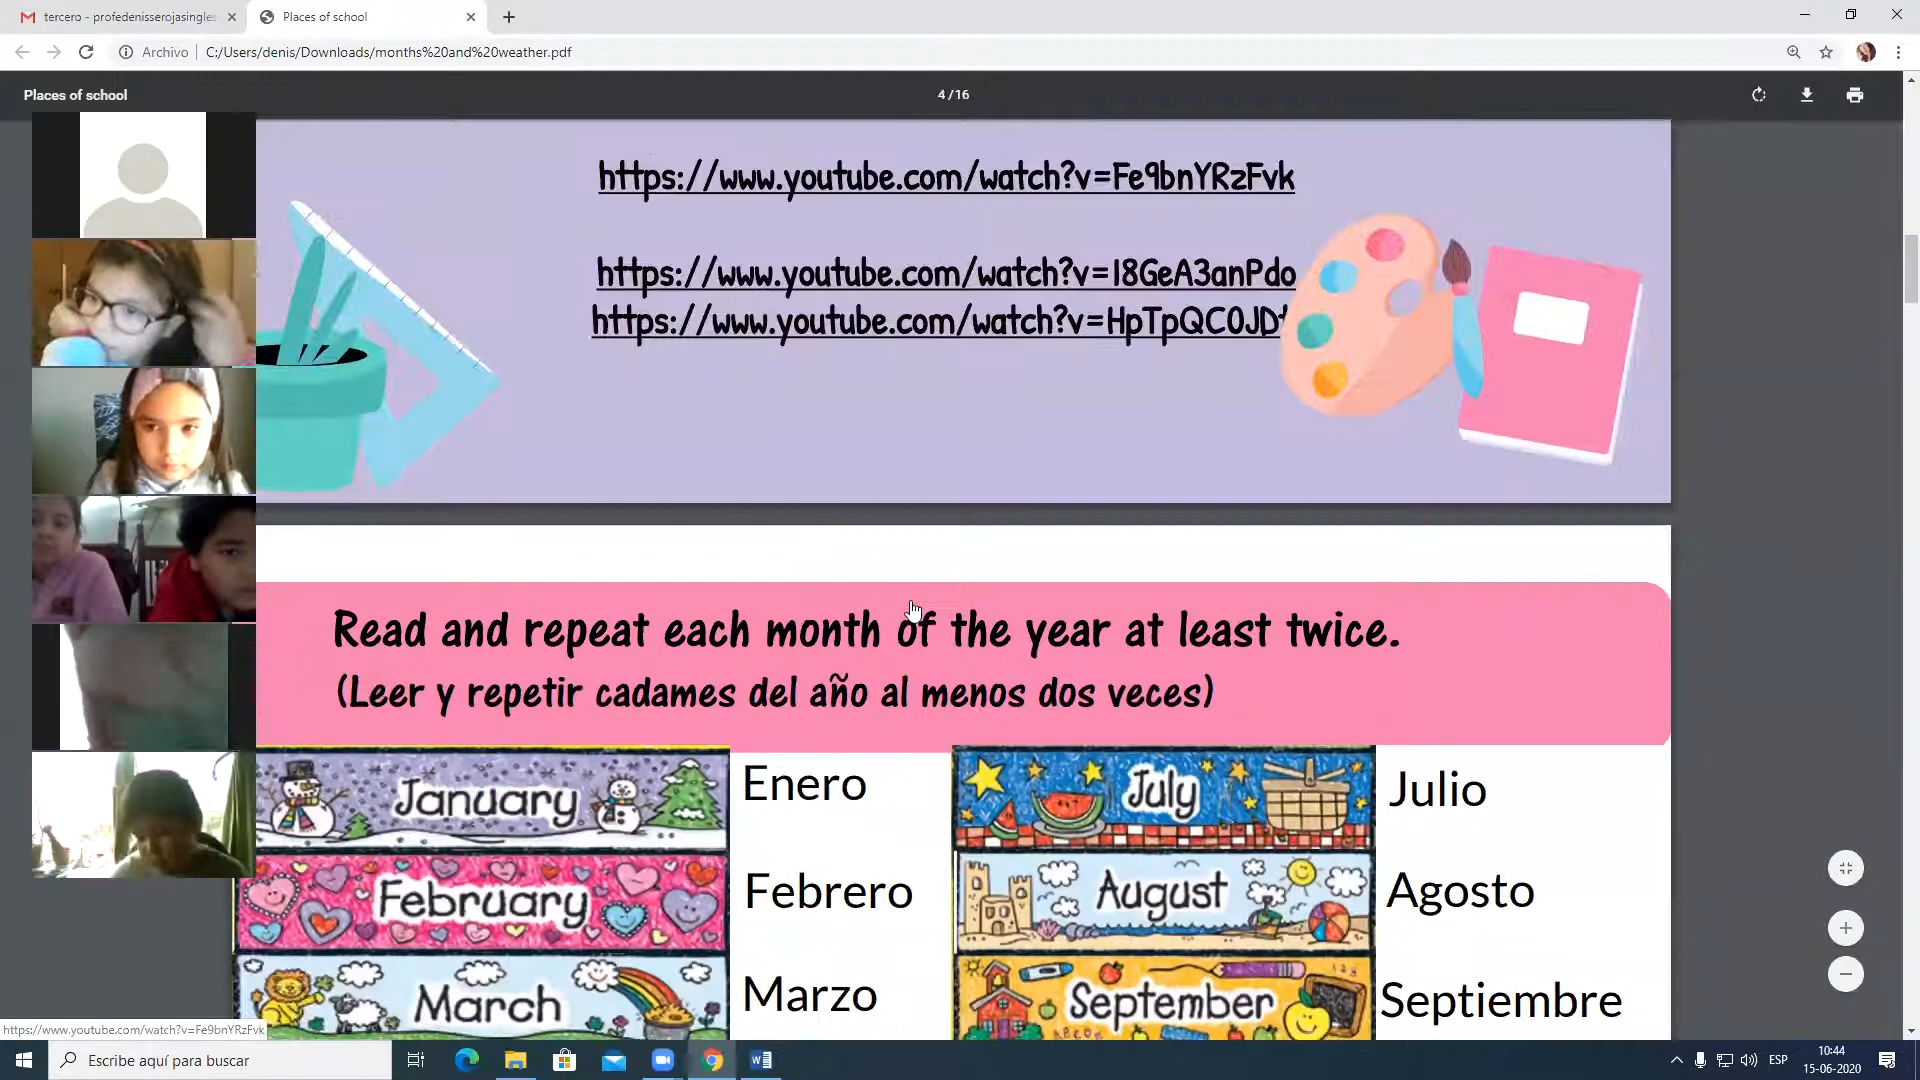 tercero - profedenisserojasingles
Places of school
Archivo
C:/Users/denis/Downloads/months%20and%20weather.pdf
Places of school
4 / 16
https://www.youtube.com/watch?v=Fe9bnYRzFvk
https://www.youtube.com/watch?v=I8GeA3anPdo
https://www.youtube.com/watch?v=HpTpQC0JD
Read and repeat each month of the year at least twice.
(Leer y repetir cadames del año al menos dos veces)
January
Enero
July
Julio
February
Febrero
August
Agosto
March
Marzo
September
Septiembre
https://www.youtube.com/watch?v=Fe9bnYRzFvk
Escribe aquí para buscar
ESP
10:44
15-06-2020